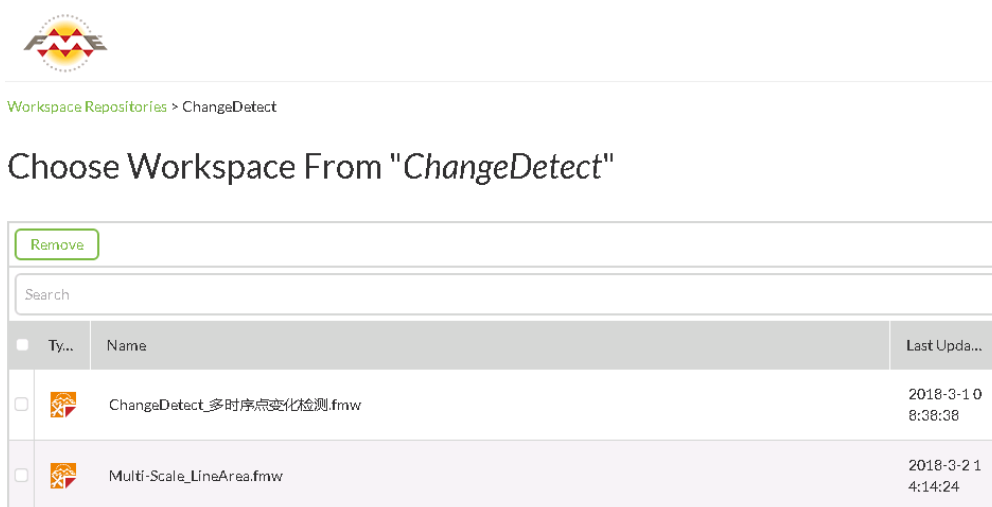 FME
Workspace Repositories > ChangeDetect
Choose Workspace From "ChangeDetect"
Remove
Search
Ty... Name Last Upda...
ChangeDetect_多时序点变化检测.fmw 2018-3-1 0
8:38:38
Multi-Scale_LineArea.fmw 2018-3-2 1
4:14:24